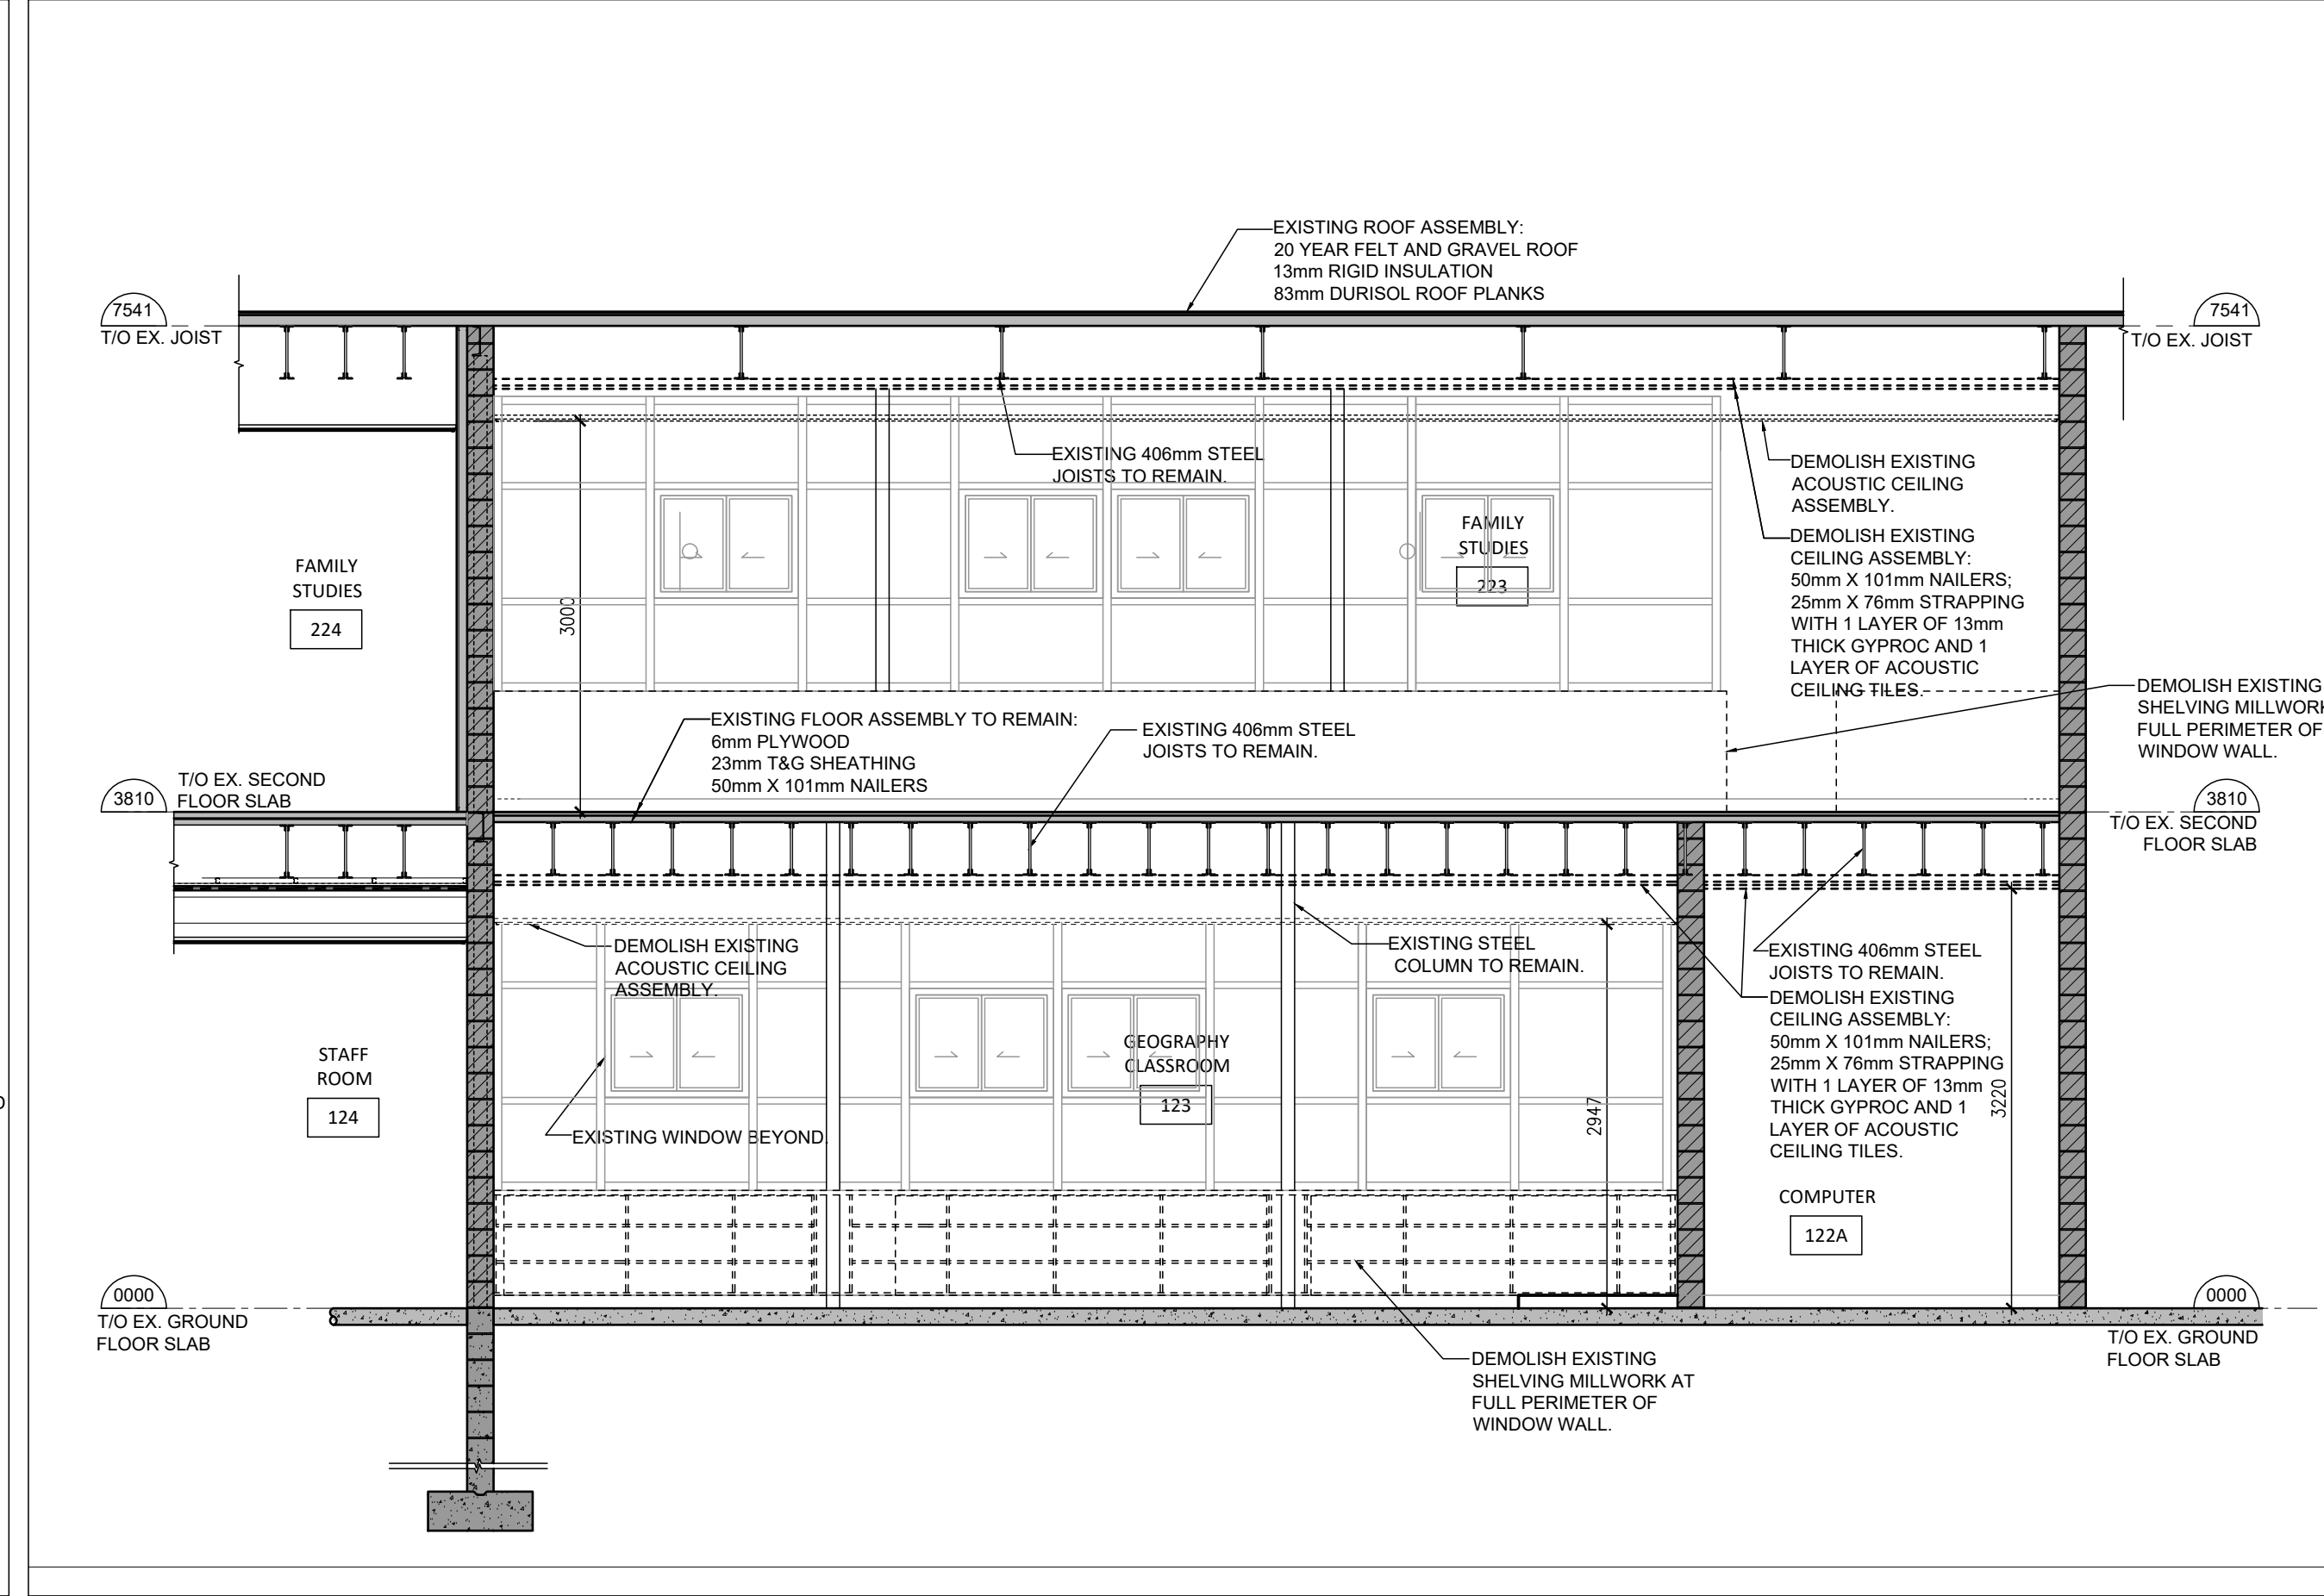 EXISTING ROOF ASSEMBLY:
20 YEAR FELT AND GRAVEL ROOF
13mm RIGID INSULATION
83mm DURISOL ROOF PLANKS
7541
T/O EX. JOIST
7541
T/O EX. JOIST
EXISTING 406mm STEEL
JOISTS TO REMAIN.
DEMOLISH EXISTING
ACOUSTIC CEILING
ASSEMBLY.
FAMILY
STUDIES
223
DEMOLISH EXISTING
CEILING ASSEMBLY:
50mm X 101mm NAILERS;
25mm X 76mm STRAPPING
WITH 1 LAYER OF 13mm
THICK GYPROC AND 1
LAYER OF ACOUSTIC
CEILING TILES.
FAMILY
STUDIES
224
3000
DEMOLISH EXISTING
SHELVING MILLWORK
FULL PERIMETER OF
WINDOW WALL.
EXISTING FLOOR ASSEMBLY TO REMAIN:
6mm PLYWOOD
23mm T&G SHEATHING
50mm X 101mm NAILERS
EXISTING 406mm STEEL
JOISTS TO REMAIN.
T/O EX. SECOND
FLOOR SLAB
3810
3810
T/O EX. SECOND
FLOOR SLAB
DEMOLISH EXISTING
ACOUSTIC CEILING
ASSEMBLY.
EXISTING STEEL
COLUMN TO REMAIN.
EXISTING 406mm STEEL
JOISTS TO REMAIN.
DEMOLISH EXISTING
CEILING ASSEMBLY:
50mm X 101mm NAILERS;
25mm X 76mm STRAPPING
WITH 1 LAYER OF 13mm
THICK GYPROC AND 1
LAYER OF ACOUSTIC
CEILING TILES.
STAFF
ROOM
124
GEOGRAPHY
CLASSROOM
123
2947
3220
EXISTING WINDOW BEYOND.
COMPUTER
122A
0000
T/O EX. GROUND
FLOOR SLAB
0000
T/O EX. GROUND
FLOOR SLAB
DEMOLISH EXISTING
SHELVING MILLWORK AT
FULL PERIMETER OF
WINDOW WALL.